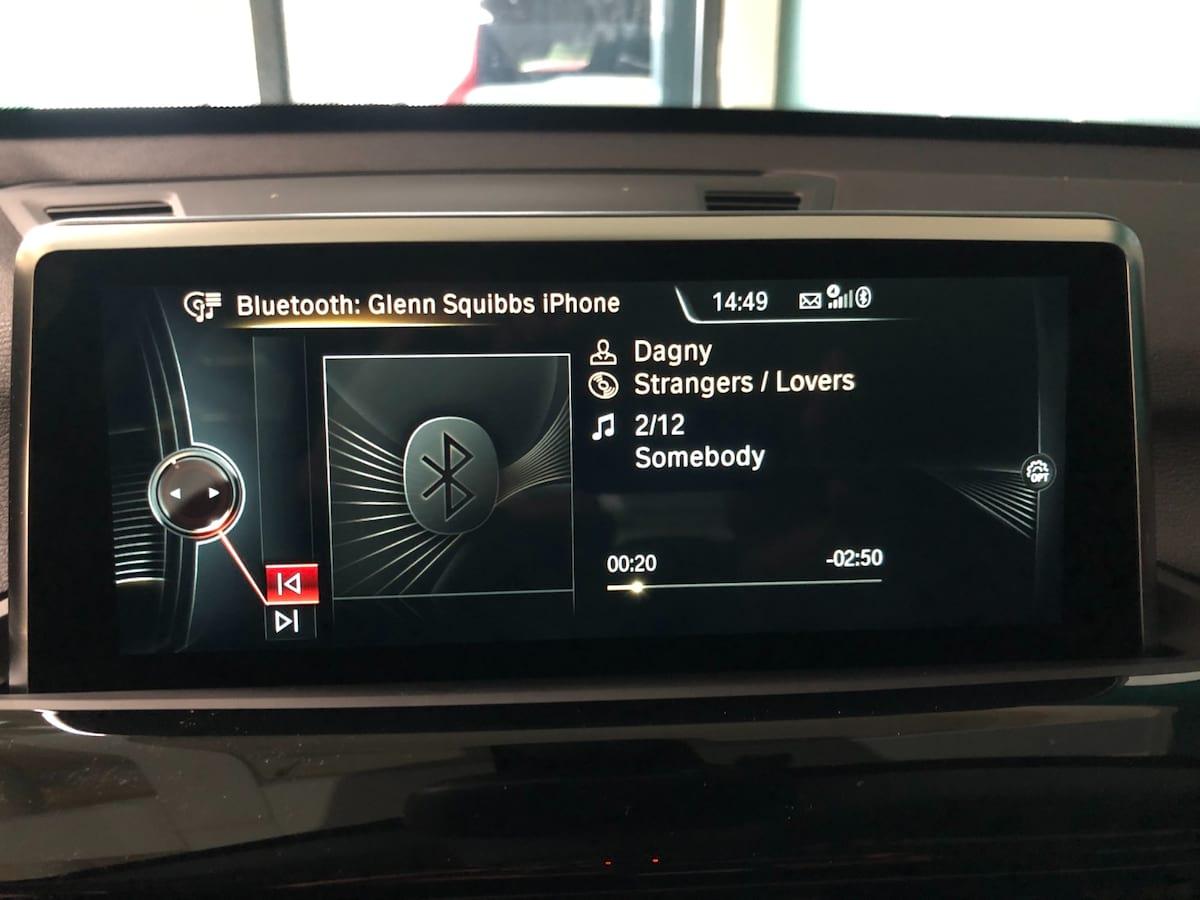 Bluetooth: Glenn Squibbs iPhone
14:49
Dagny
Strangers / Lovers
2/12
Somebody
OPT
00:20
-02:50